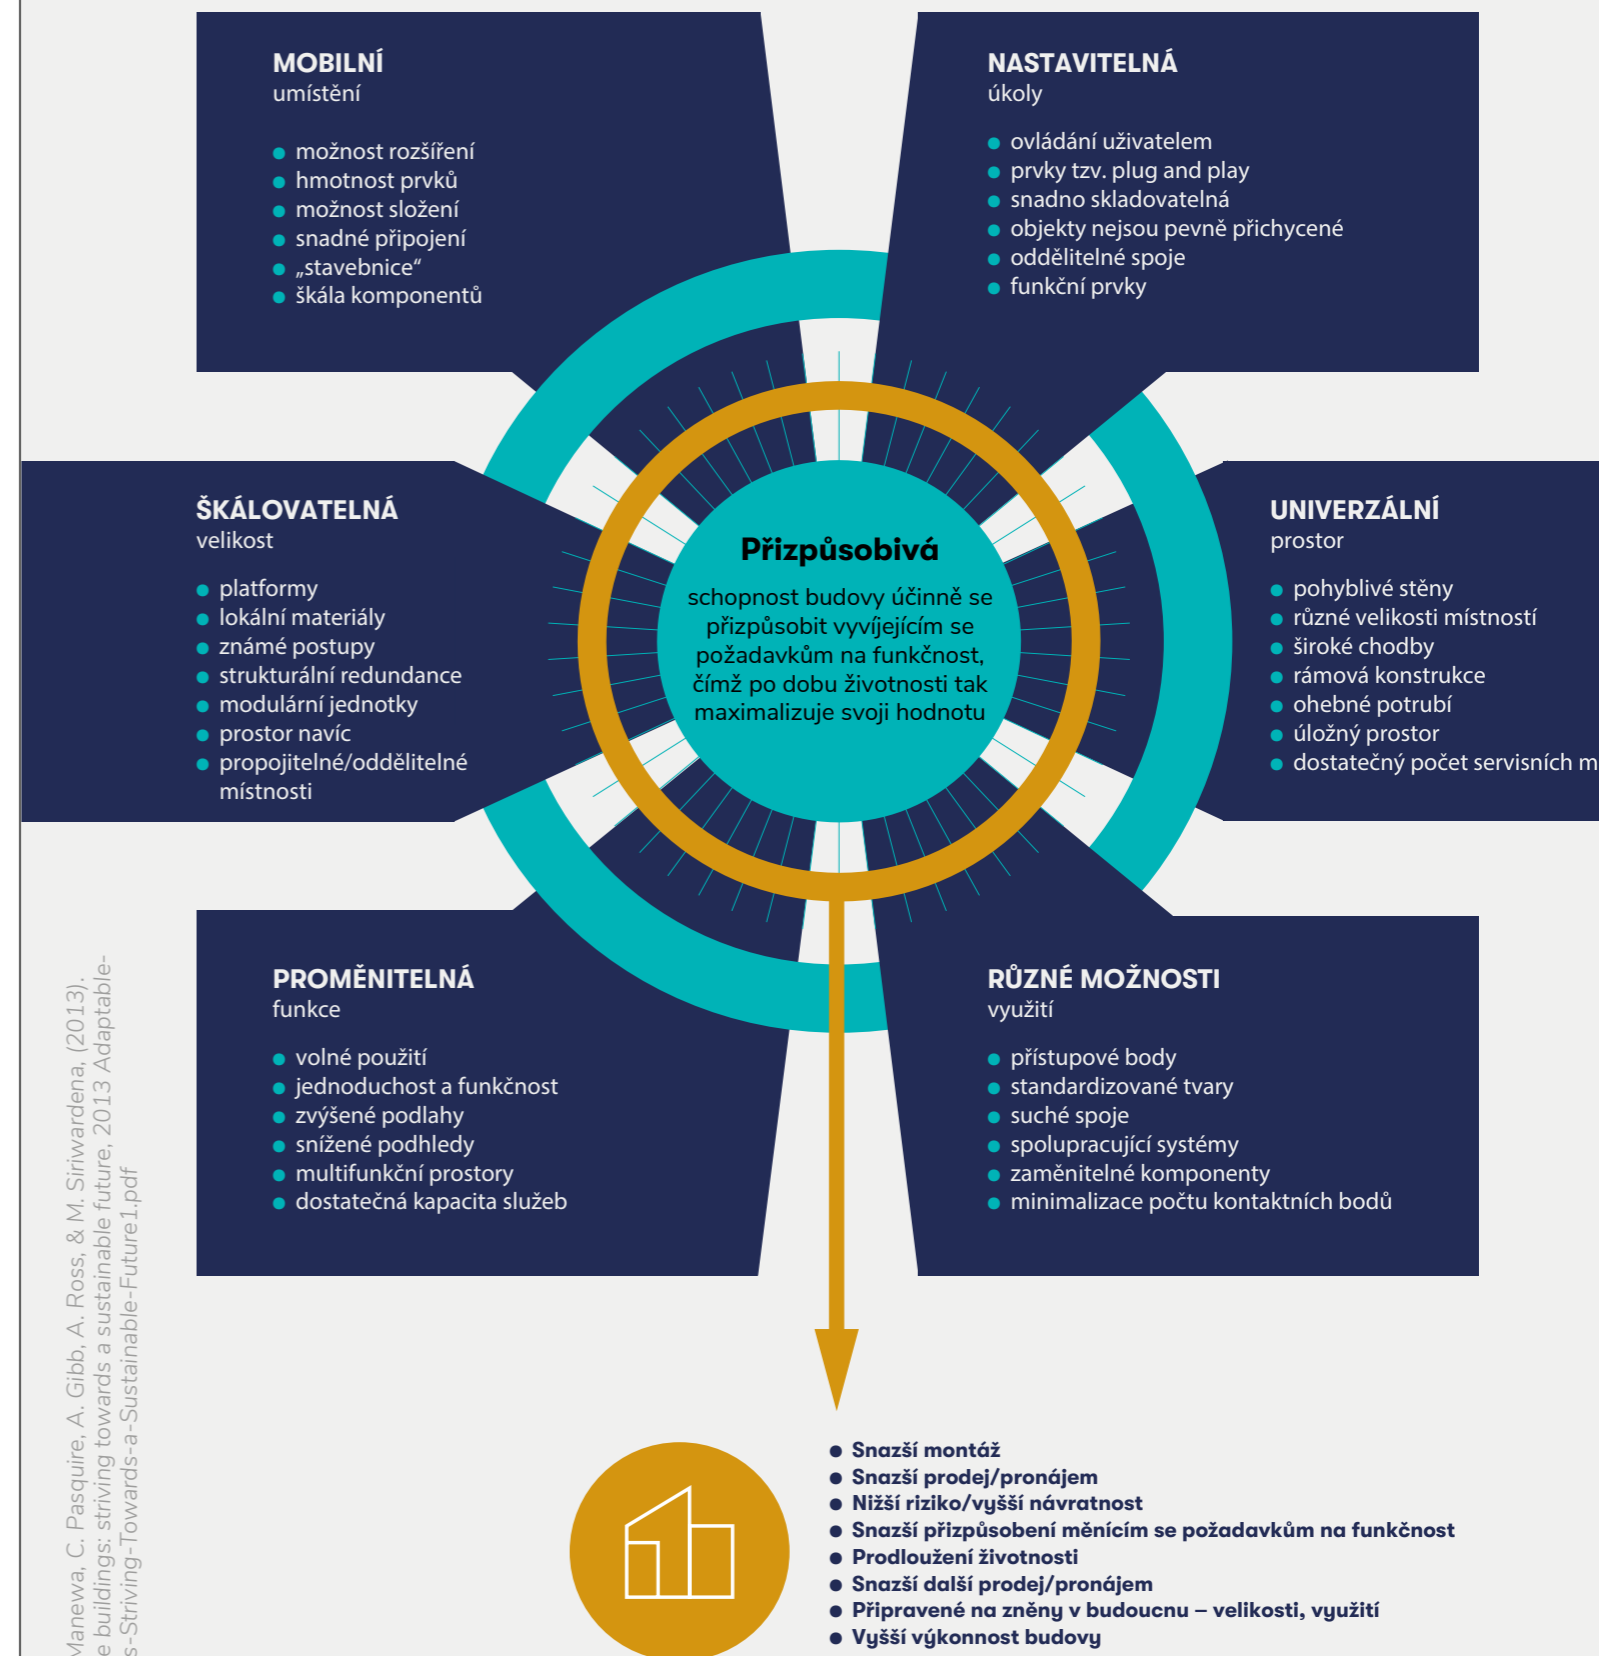 MOBILNÍ
umístění
možnost rozšíření
hmotnost prvků
možnost složení
snadné připojení
„stavebnice“
škála komponentů
NASTAVITELNÁ
úkoly
ovládání uživatelem
prvky tzv. plug and play
snadno skladovatelná
objekty nejsou pevně přichycené
oddělitelné spoje
funkční prvky
ŠKÁLOVATELNÁ
velikost
platformy
lokální materiály
známé postupy
strukturální redundance
modulární jednotky
prostor navíc
propojitelné/oddělitelné
místnosti
Přizpůsobivá
schopnost budovy účinně se
přizpůsobit vyvíjejícím se
požadavkům na funkčnost,
čímž po dobu životnosti tak
maximalizuje svoji hodnotu
UNIVERZÁLNÍ
prostor
pohyblivé stěny
různé velikosti místností
široké chodby
rámová konstrukce
ohebné potrubí
úložný prostor
dostatečný počet servisních m
PROMĚNITELNÁ
funkce
volné použití
jednoduchost a funkčnost
zvýšené podlahy
snížené podhledy
multifunkční prostory
dostatečná kapacita služeb
RŮZNÉ MOŽNOSTI
využití
přístupové body
standardizované tvary
suché spoje
spolupracující systémy
zaměnitelné komponenty
minimalizace počtu kontaktních bodů
Snazší montáž
Snazší prodej/pronájem
Nižší riziko/vyšší návratnost
Snazší přizpůsobení měnícím se požadavkům na funkčnost
Prodloužení životnosti
Snazší další prodej/pronájem
Připravené na zněny v budoucnu – velikosti, využití
Vyšší výkonnost budovy
Manewa, C. Pasquire, A. Gibb, A. Ross, & M. Siriwardena, (2013).
e buildings: striving towards a sustainable future, 2013 Adaptable-
s-Striving-Towards-a-Sustainable-Future1.pdf